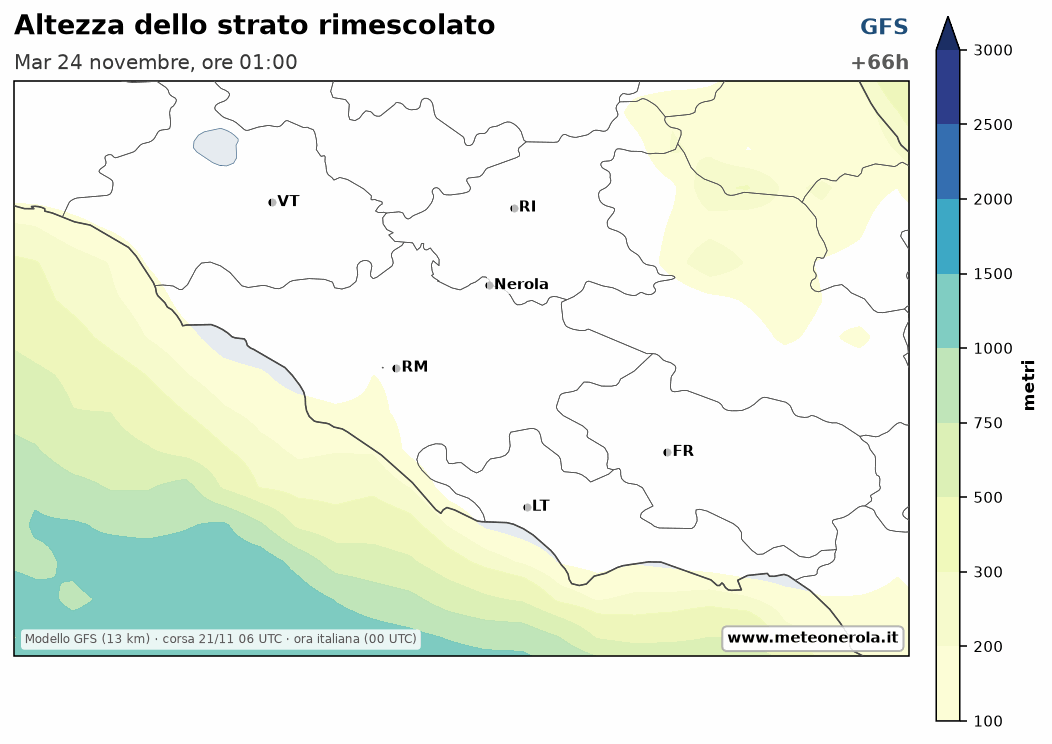 Altezza dello strato rimescolato
GFS
Mar 24 novembre, ore 01:00
+66h
3000
2500
2000
1500
1000
750
500
300
200
100
metri
VT
RI
Nerola
RM
FR
LT
Modello GFS (13 km) · corsa 21/11 06 UTC · ora italiana (00 UTC)
www.meteonerola.it